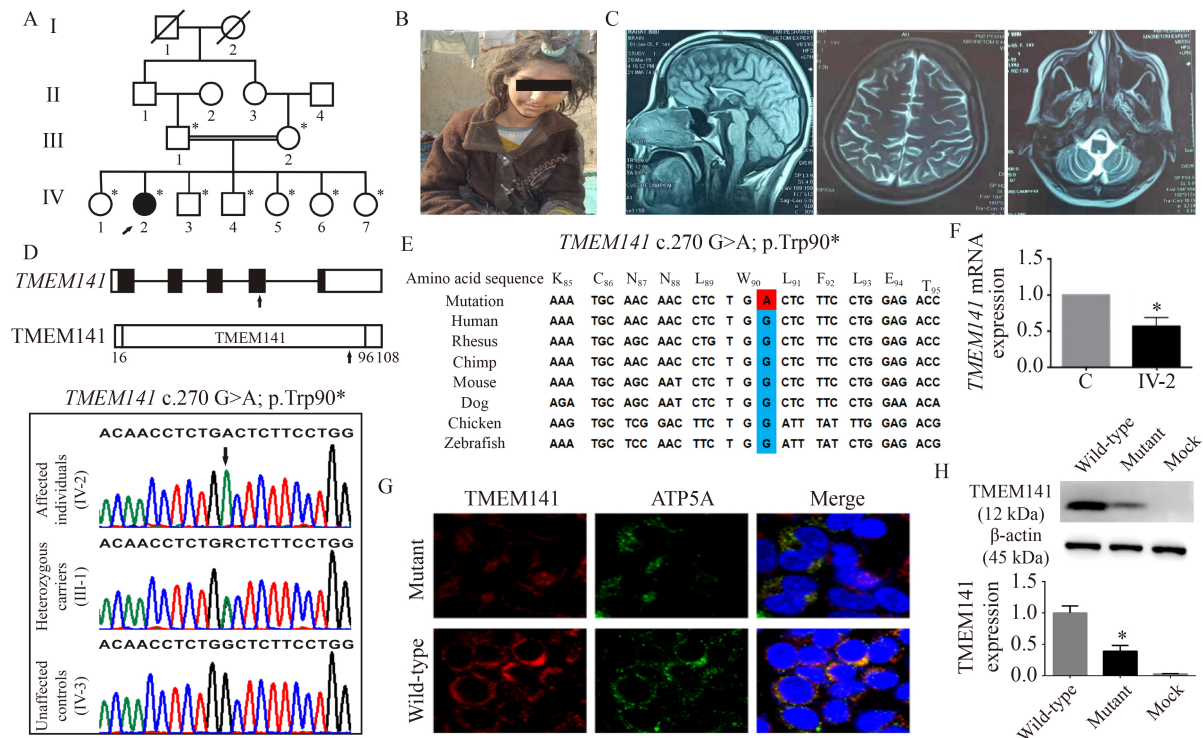 A
I
1
2
II
1
2
3
4
III
1
*
2
*
IV
*
*
*
*
*
*
*
1
2
3
4
5
6
7
B
C
D
TMEM141
TMEM141
TMEM141
16
96
108
TMEM141 c.270 G>A; p.Trp90*
Affected individuals (IV-2)
ACAACCTCTGACTCTTCCTGG
Heterozygous carriers (III-1)
ACAACCTCTGRCTCTTCCTGG
Unaffected controls (IV-3)
ACAACCTCTGGCTCTTCCTGG
E
TMEM141 c.270 G>A; p.Trp90*
Amino acid sequence K85 C86 N87 N88 L89 W90 L91 F92 L93 E94 T95
Mutation AAA TGC AAC AAC CTC T G A CTC TTC CTG GAG ACC
Human AAA TGC AAC AAC CTC T G G CTC TTC CTG GAG ACC
Rhesus AAA TGC AGC AAC CTG T G G CTC TTC CTG GAG ACC
Chimp AAA TGC AAC AAC CTC T G G CTC TTC CTG GAG ACC
Mouse AAA TGC AGC AAT CTC T G G CTC TTC CTG GAG ACC
Dog AGA TGC AGC AAT CTC T G G CTC TTC CTG GAA ACA
Chicken AAG TGC TCG GAC TTC T G G ATT TAT TTG GAG ACG
Zebrafish AAA TGC TCC AAC TTC T G G ATT TAT CTG GAG ACG
F
TMEM141 mRNA expression
1.5
1.0
0.5
0.0
*
C
IV-2
G
TMEM141
ATP5A
Merge
Mutant
Wild-type
H
Wild-type
Mutant
Mock
TMEM141
(12 kDa)
β-actin
(45 kDa)
TMEM141 expression
1.5
1.0
0.5
0.0
*
Wild-type
Mutant
Mock